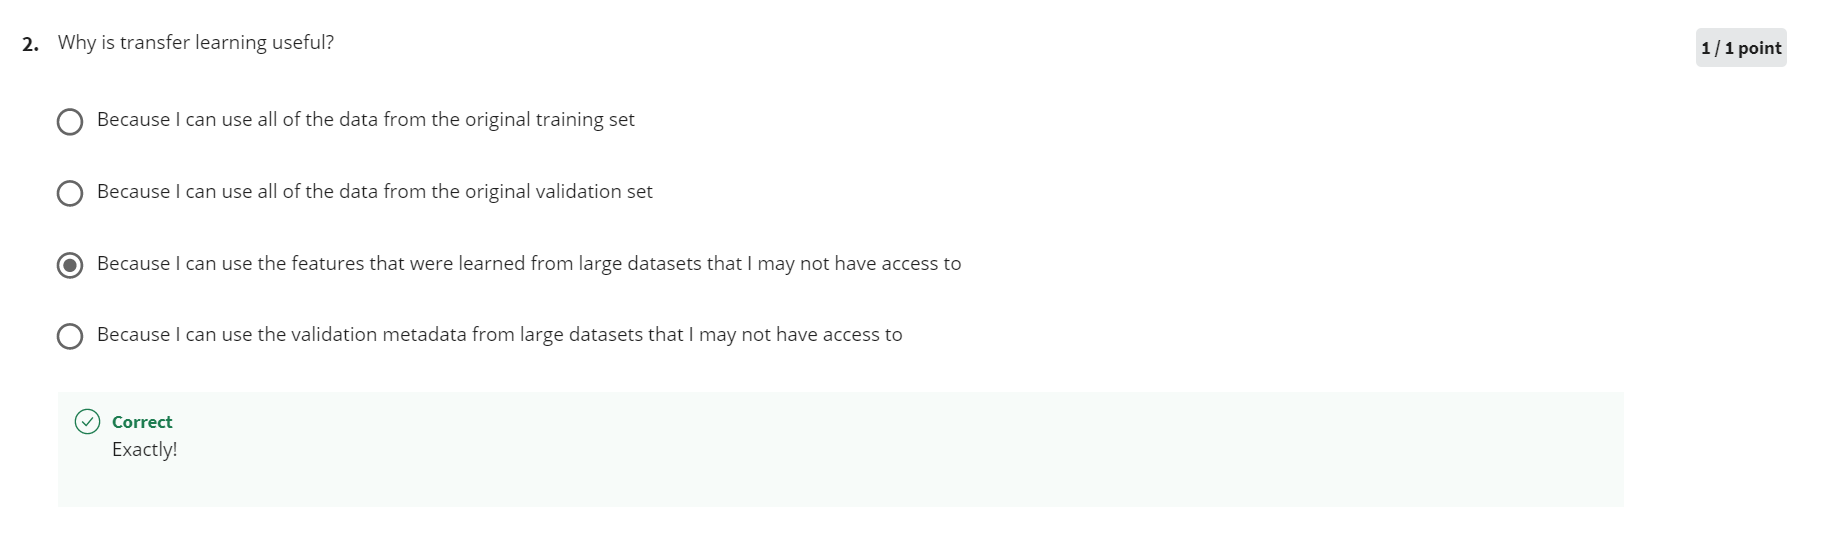 2. Why is transfer learning useful?
1 / 1 point
Because I can use all of the data from the original training set
Because I can use all of the data from the original validation set
Because I can use the features that were learned from large datasets that I may not have access to
Because I can use the validation metadata from large datasets that I may not have access to
Correct
Exactly!